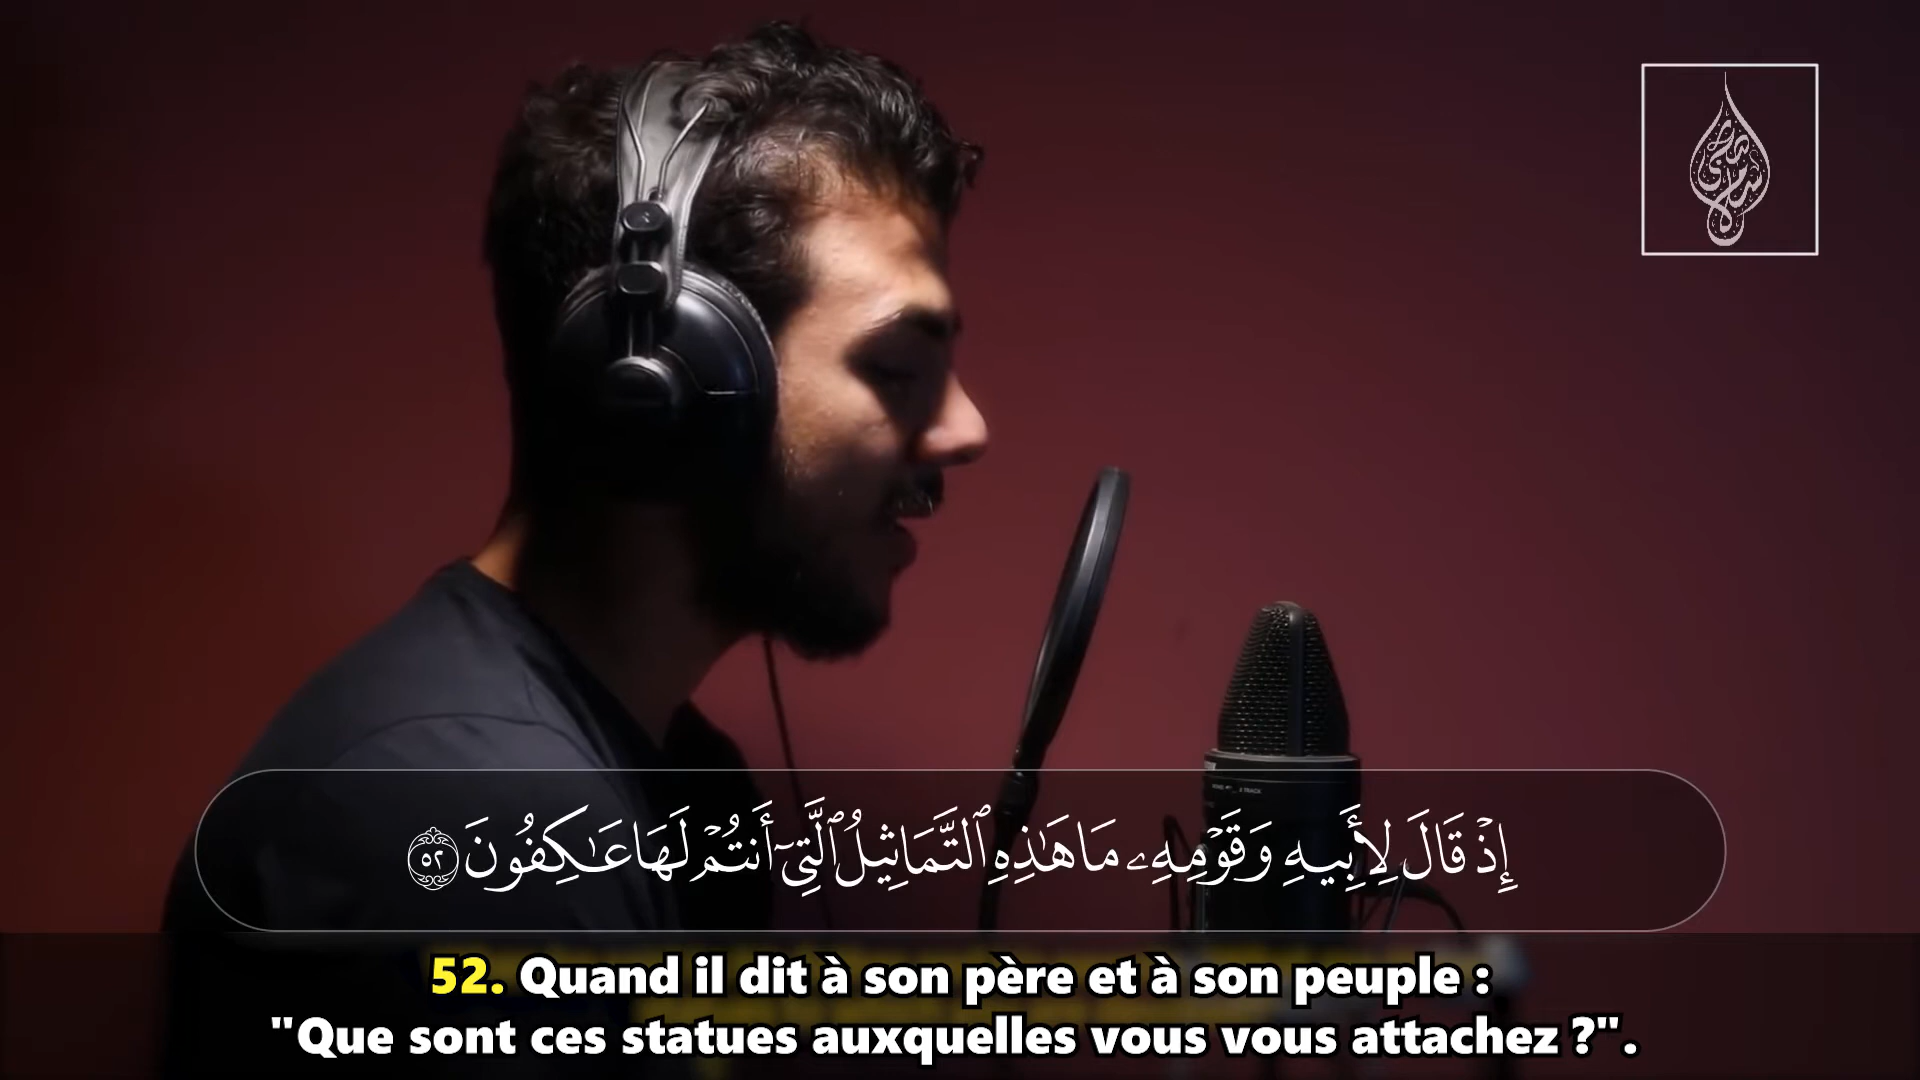 إِذْ قَالَ لِأَبِيهِ وَقَوْمِهِۦ مَا هَٰذِهِ ٱلتَّمَاثِيلُ ٱلَّتِىٓ أَنتُمْ لَهَا عَٰكِفُونَ ٥٢
52. Quand il dit à son père et à son peuple :
"Que sont ces statues auxquelles vous vous attachez ?".